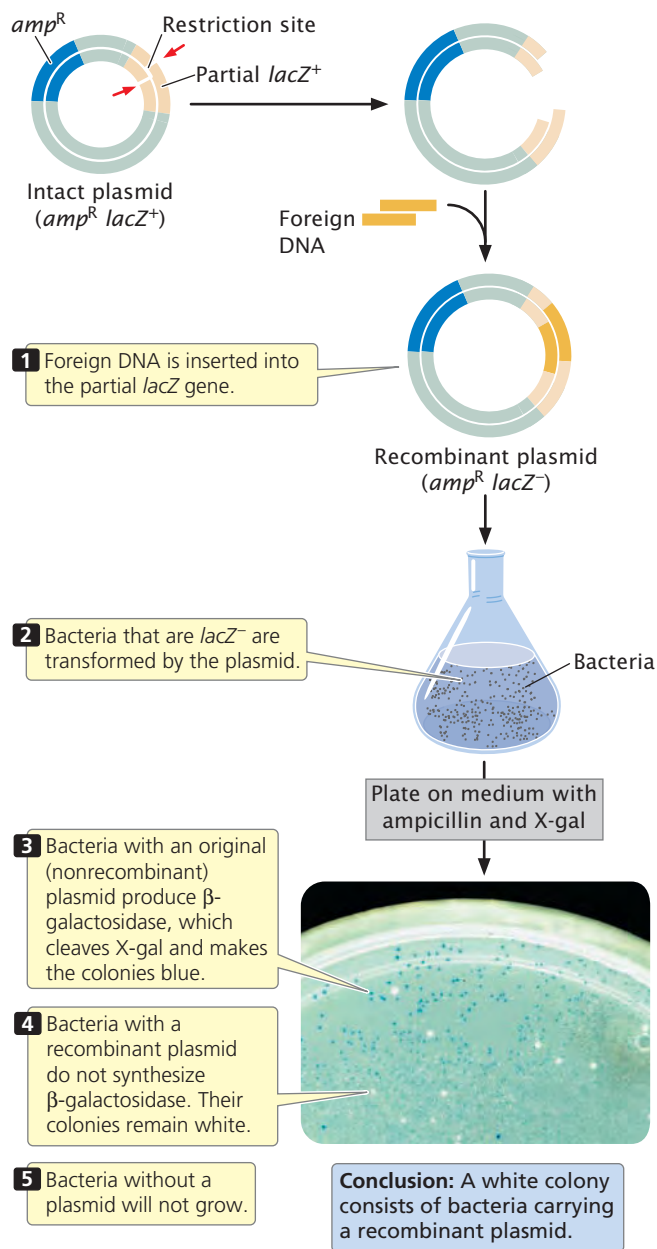 ampR
Restriction site
Partial lacZ+
Intact plasmid
(ampR lacZ+)
Foreign
DNA
1 Foreign DNA is inserted into
the partial lacZ gene.
Recombinant plasmid
(ampR lacZ–)
2 Bacteria that are lacZ– are
transformed by the plasmid.
Bacteria
Plate on medium with
ampicillin and X-gal
3 Bacteria with an original
(nonrecombinant)
plasmid produce β-
galactosidase, which
cleaves X-gal and makes
the colonies blue.
4 Bacteria with a
recombinant plasmid
do not synthesize
β-galactosidase. Their
colonies remain white.
5 Bacteria without a
plasmid will not grow.
Conclusion: A white colony
consists of bacteria carrying
a recombinant plasmid.